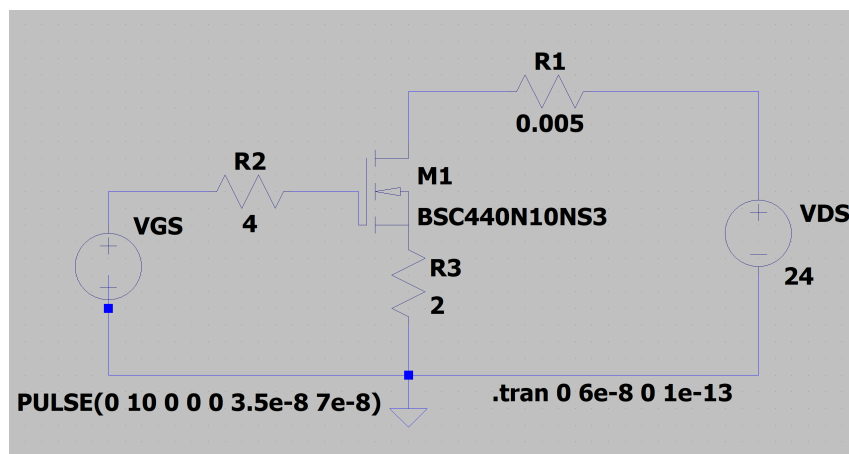 R1
0.005
R2
4
M1
BSC440N10NS3
VGS
VDS
24
R3
2
PULSE(0 10 0 0 0 3.5e-8 7e-8)
.tran 0 6e-8 0 1e-13